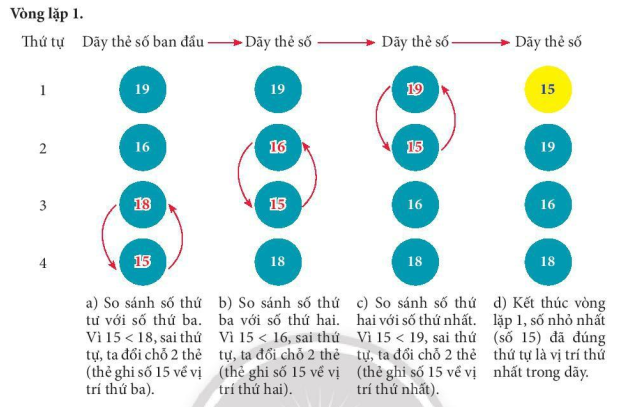 Vòng lặp 1.
Thứ tự Dãy thẻ số ban đầu Dãy thẻ số Dãy thẻ số Dãy thẻ số
1 19 19 19 15
2 16 16 15 19
3 18 15 16 16
4 15 18 18 18
a) So sánh số thứ
tư với số thứ ba.
Vì 15 < 18, sai thứ
tự, ta đổi chỗ 2 thẻ
(thẻ ghi số 15 về vị
trí thứ ba).
b) So sánh số thứ
ba với số thứ hai.
Vì 15 < 16, sai thứ
tự, ta đổi chỗ 2 thẻ
(thẻ ghi số 15 về vị
trí thứ hai).
c) So sánh số thứ
hai với số thứ nhất.
Vì 15 < 19, sai thứ
tự, ta đổi chỗ 2 thẻ
(thẻ ghi số 15 về vị
trí thứ nhất).
d) Kết thúc vòng
lặp 1, số nhỏ nhất
(số 15) đã đúng
thứ tự là vị trí thứ
nhất trong dãy.